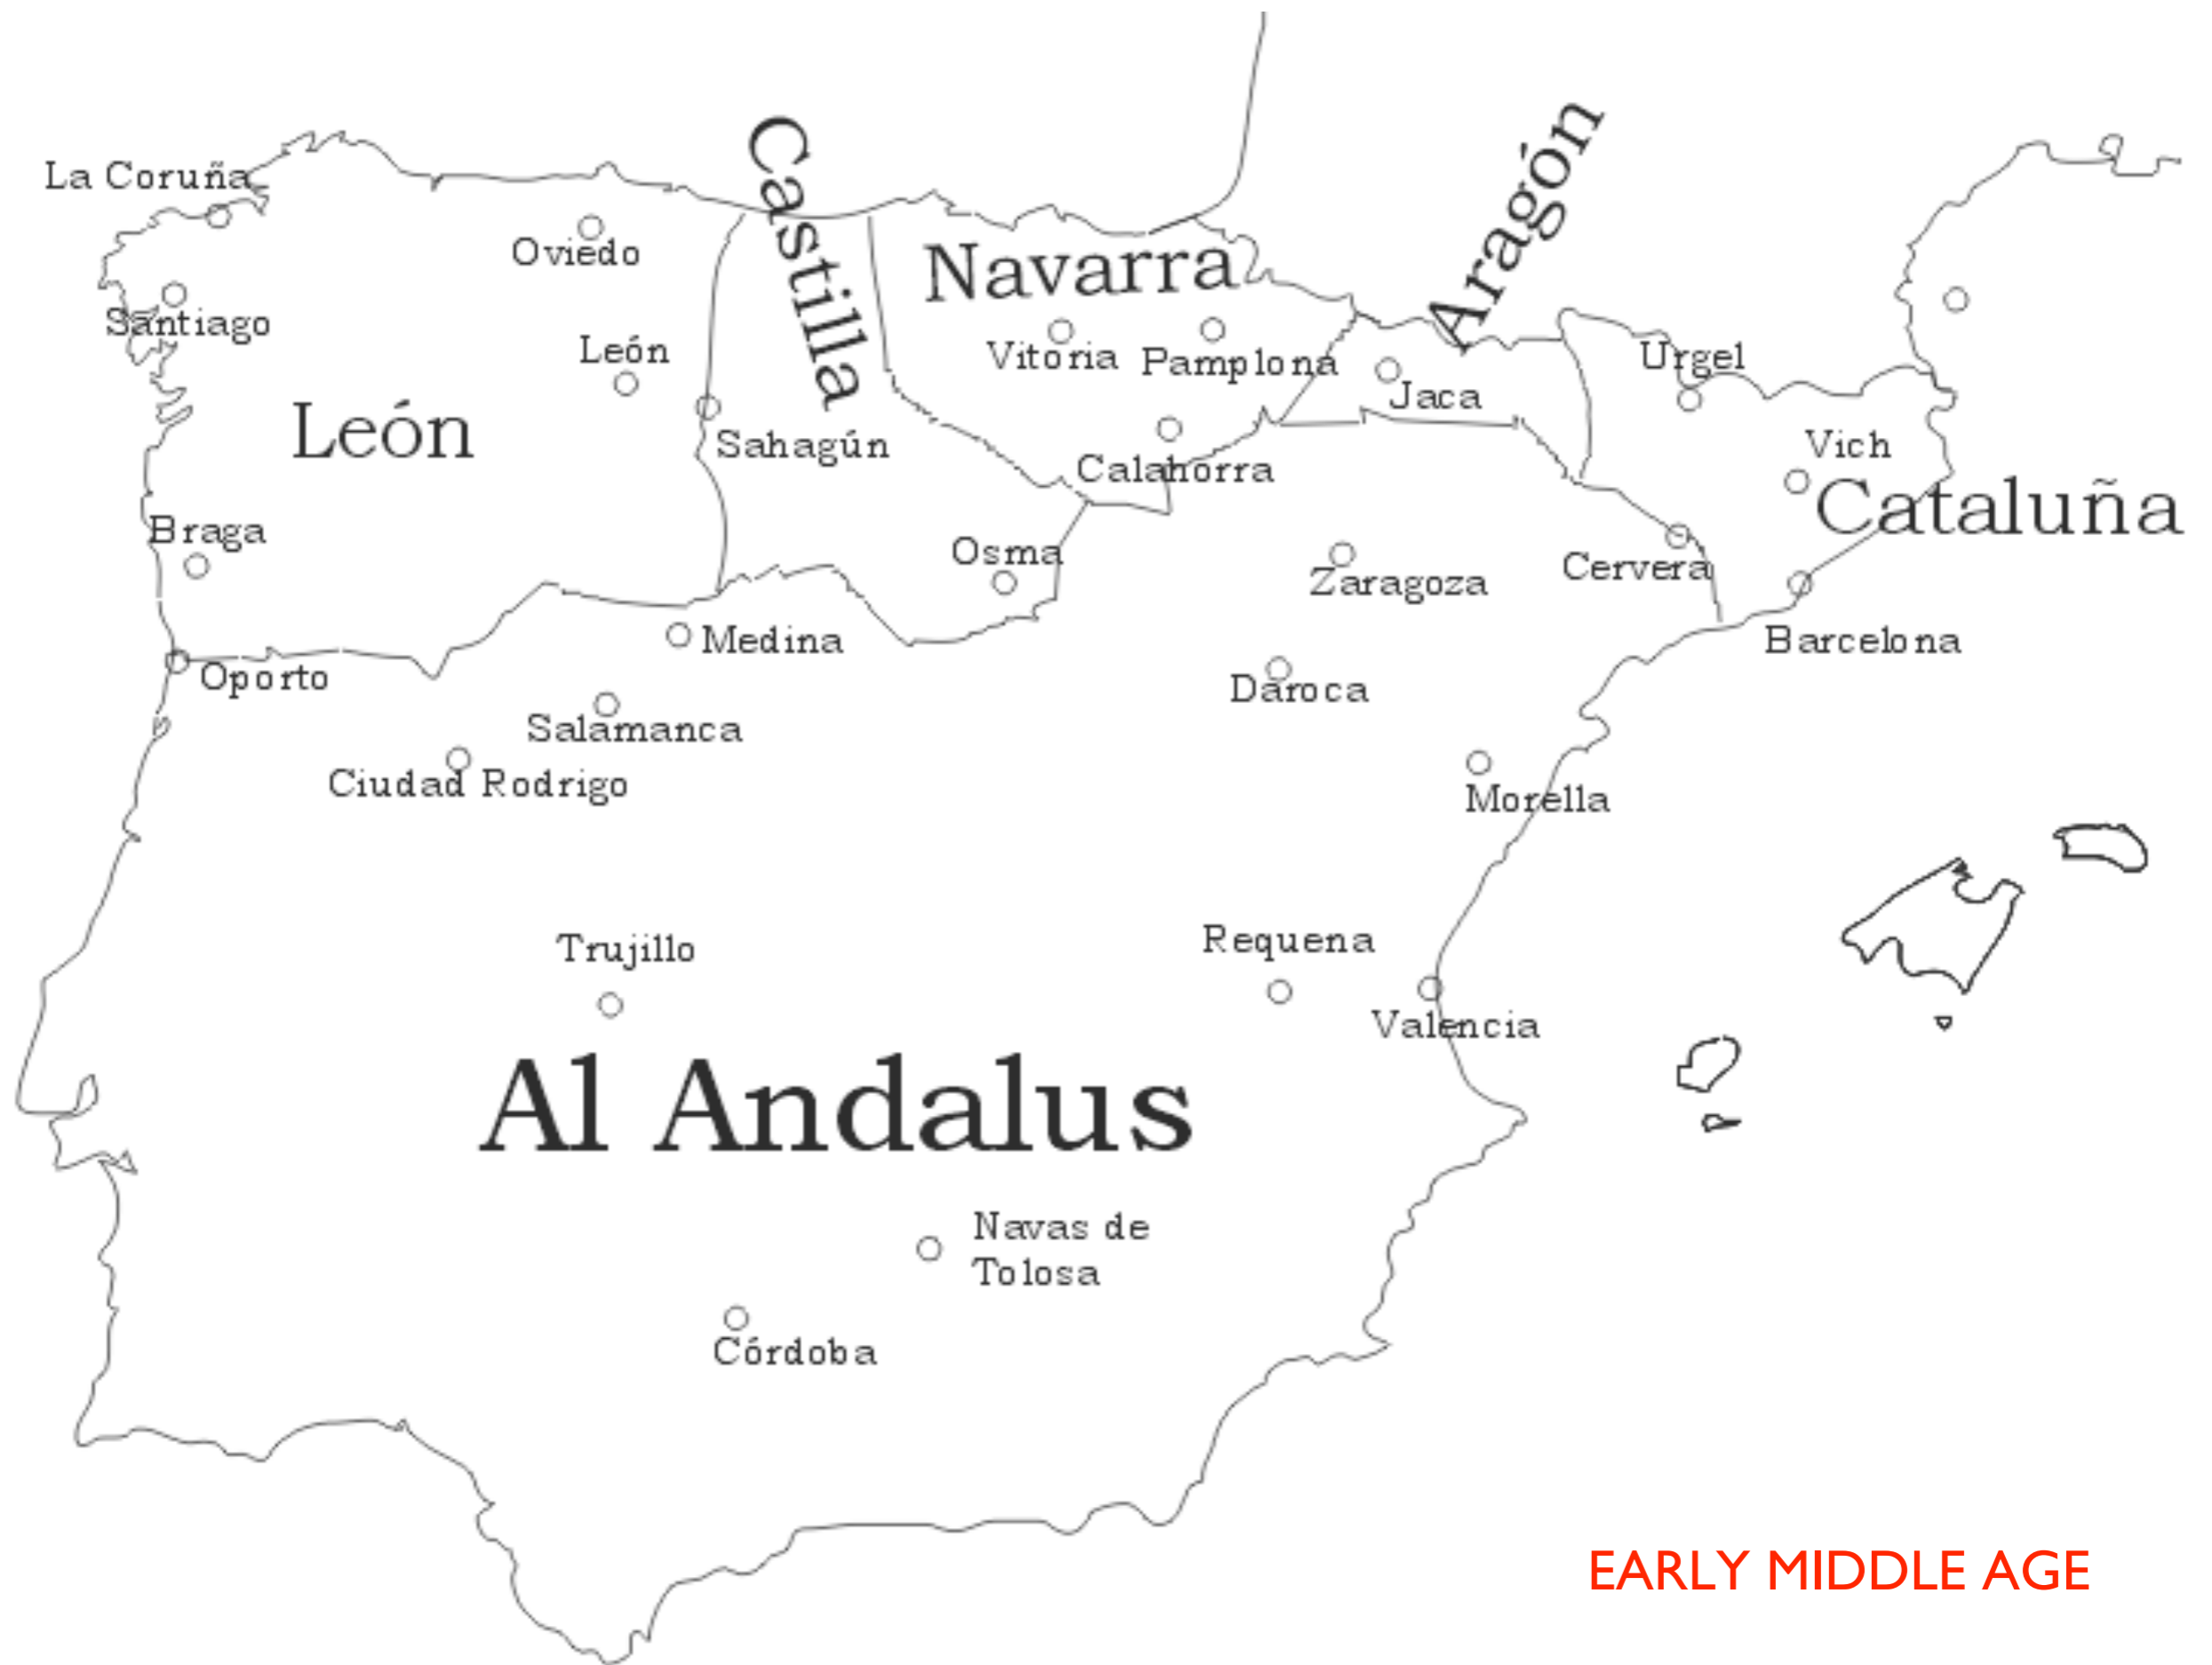 Castilla
Aragón
La Coruña
Oviedo
Navarra
Santiago
León
Vitoria
Pamplona
Urgel
Jaca
León
Sahagún
Vich
Calahorra
Cataluña
Braga
Osma
Zaragoza
Cervera
Medina
Barcelona
Oporto
Daroca
Salamanca
Ciudad Rodrigo
Morella
Trujillo
Requena
Valencia
Al Andalus
Navas de
Tolosa
Córdoba
EARLY MIDDLE AGE